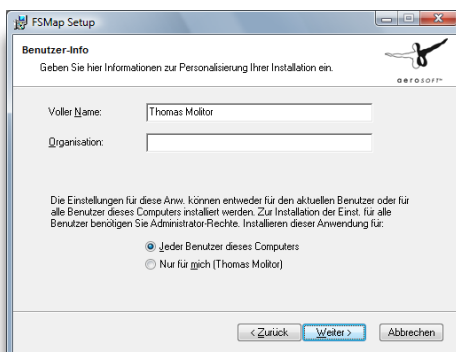 FSMap Setup
Benutzer-Info
Geben Sie hier Informationen zur Personalisierung Ihrer Installation ein.
aerosoft™
Voller Name:
Thomas Molitor
Organisation:
Die Einstellungen für diese Anw. können entweder für den aktuellen Benutzer oder für
alle Benutzer dieses Computers installiert werden. Zur Installation der Einst. für alle
Benutzer benötigen Sie Administrator-Rechte. Installieren dieser Anwendung für:
Jeder Benutzer dieses Computers
Nur für mich (Thomas Molitor)
< Zurück
Weiter >
Abbrechen